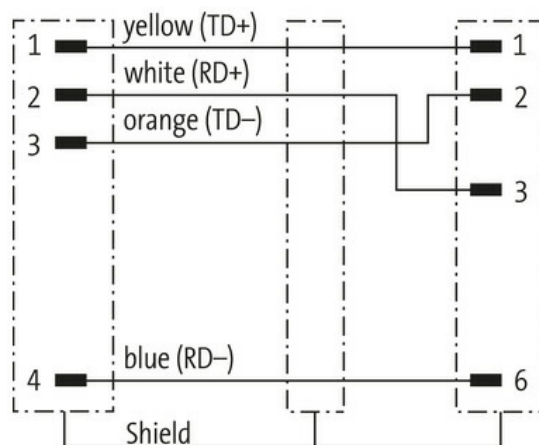 1 yellow (TD+) 1
2 white (RD+) 2
3 orange (TD–)
3
4 blue (RD–) 6
Shield